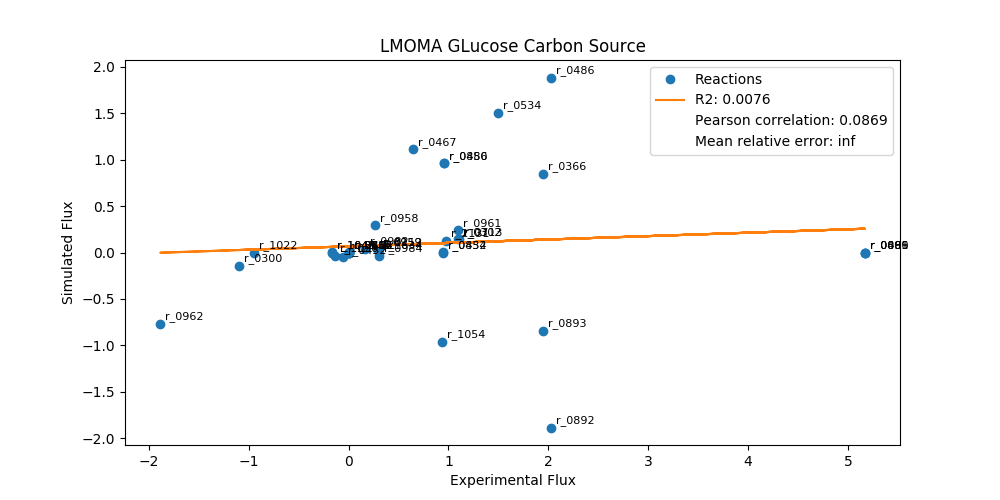 LMOMA GLucose Carbon Source
Reactions
R2: 0.0076
Pearson correlation: 0.0869
Mean relative error: inf
2.0
1.5
1.0
0.5
0.0
−0.5
−1.0
−1.5
−2.0
Simulated Flux
r_0486
r_0534
r_0467
r_0366
r_0958
r_0961
r_1022
r_0300
r_0984
r_0962
r_1054
r_0893
r_0892
−2
−1
0
1
2
3
4
5
Experimental Flux